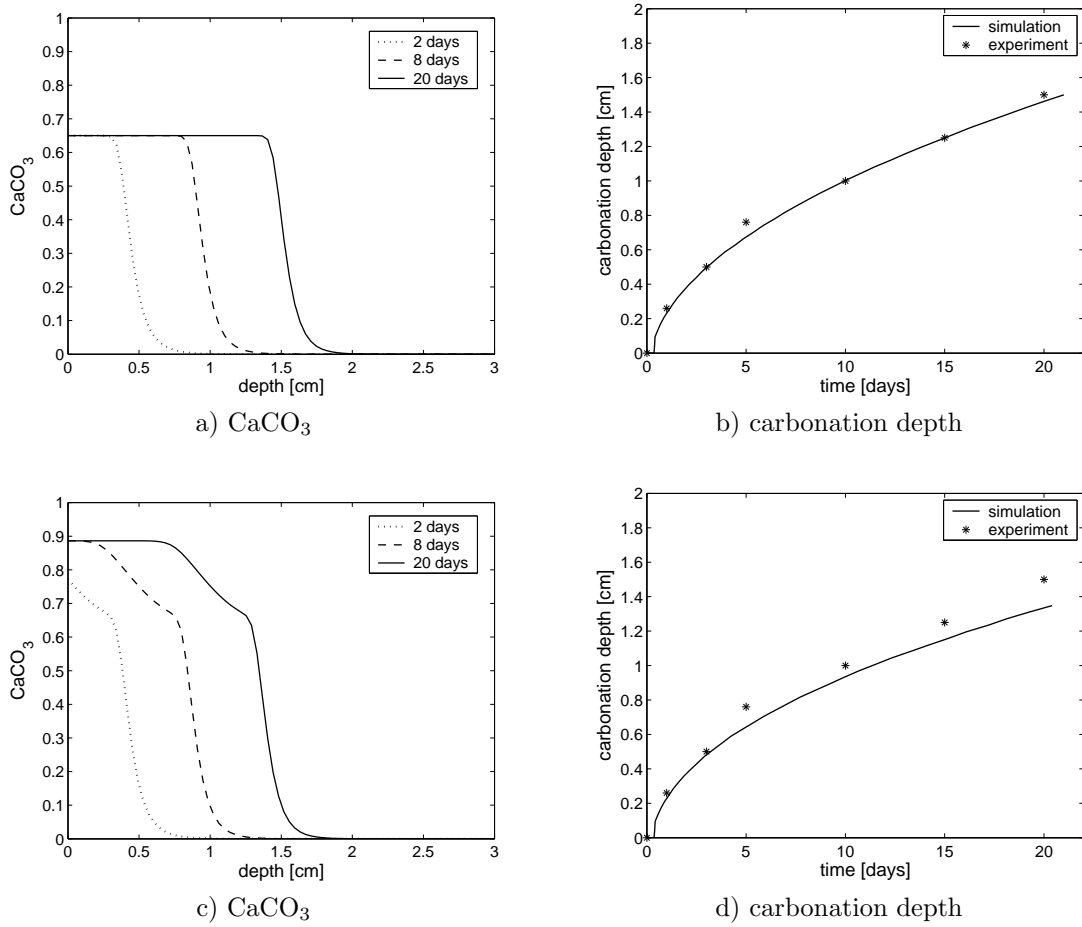 1
0.9
0.8
0.7
0.6
0.5
0.4
0.3
0.2
0.1
0
CaCO3
2 days
8 days
20 days
0 0.5 1 1.5 2 2.5 3
depth [cm]
a) CaCO3
2
1.8
1.6
1.4
1.2
1
0.8
0.6
0.4
0.2
0
carbonation depth [cm]
simulation
experiment
0 5 10 15 20
time [days]
b) carbonation depth
1
0.9
0.8
0.7
0.6
0.5
0.4
0.3
0.2
0.1
0
CaCO3
2 days
8 days
20 days
0 0.5 1 1.5 2 2.5 3
depth [cm]
c) CaCO3
2
1.8
1.6
1.4
1.2
1
0.8
0.6
0.4
0.2
0
carbonation depth [cm]
simulation
experiment
0 5 10 15 20
time [days]
d) carbonation depth